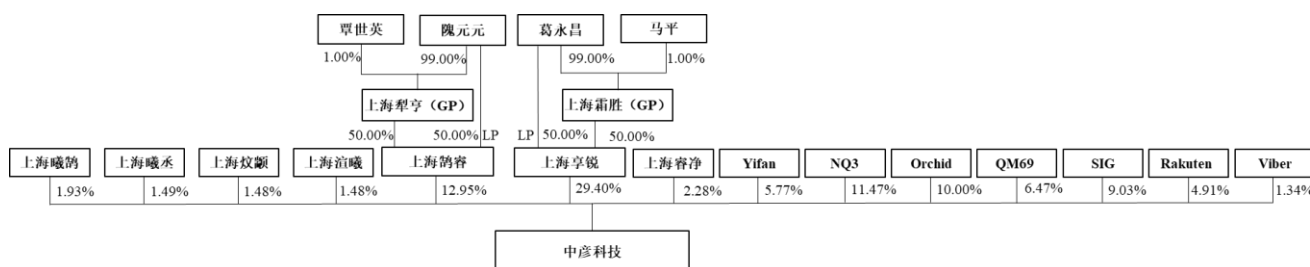 覃世英
隗元元
葛永昌
马平
1.00%
99.00%
99.00%
1.00%
上海犁亨（GP）
上海霜胜（GP）
50.00%
50.00%
LP
LP
50.00%
50.00%
上海曦鹄
上海曦丞
上海炆颛
上海渲曦
上海鹄睿
上海享锐
上海睿净
Yifan
NQ3
Orchid
QM69
SIG
Rakuten
Viber
1.93%
1.49%
1.48%
1.48%
12.95%
29.40%
2.28%
5.77%
11.47%
10.00%
6.47%
9.03%
4.91%
1.34%
中彦科技